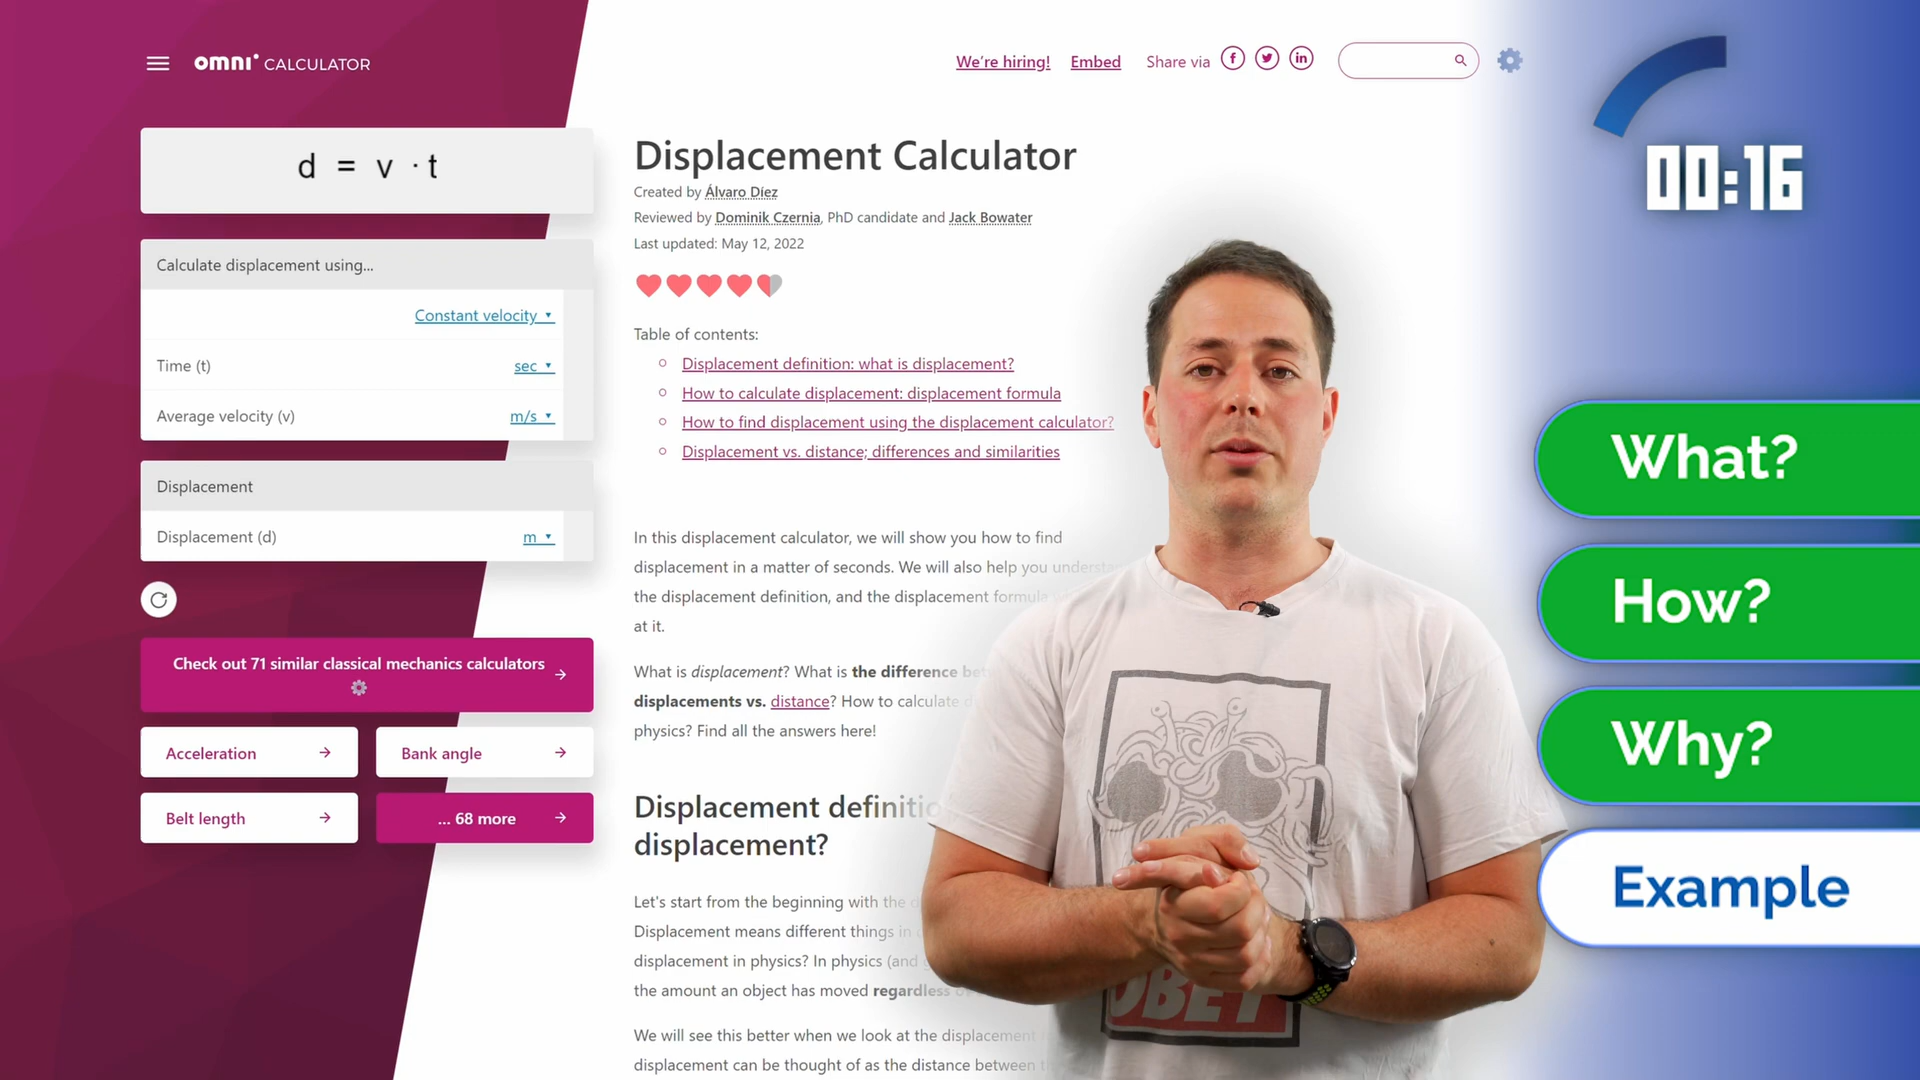 omni CALCULATOR
We're hiring!
Embed
Share via
d = v · t
Calculate displacement using...
Constant velocity
Time (t)
sec
Average velocity (v)
m/s
Displacement
Displacement (d)
m
Check out 71 similar classical mechanics calculators
Acceleration
Bank angle
Belt length
... 68 more
Displacement Calculator
Created by Álvaro Díez
Reviewed by Dominik Czernia, PhD candidate and Jack Bowater
Last updated: May 12, 2022
Table of contents:
Displacement definition: what is displacement?
How to calculate displacement: displacement formula
How to find displacement using the displacement calculator?
Displacement vs. distance; differences and similarities
In this displacement calculator, we will show you how to find
displacement in a matter of seconds. We will also help you
the displacement definition, and the displacement formula
at it.
What is displacement? What is the difference
displacements vs. distance? How to calculate
physics? Find all the answers here!
Displacement
displacement?
Let's start from the beginning with the
Displacement means different things in
displacement in physics? In physics (and
the amount an object has moved regardless
We will see this better when we look at the displacement
displacement can be thought of as the distance between
OBEY
00:16
What?
How?
Why?
Example